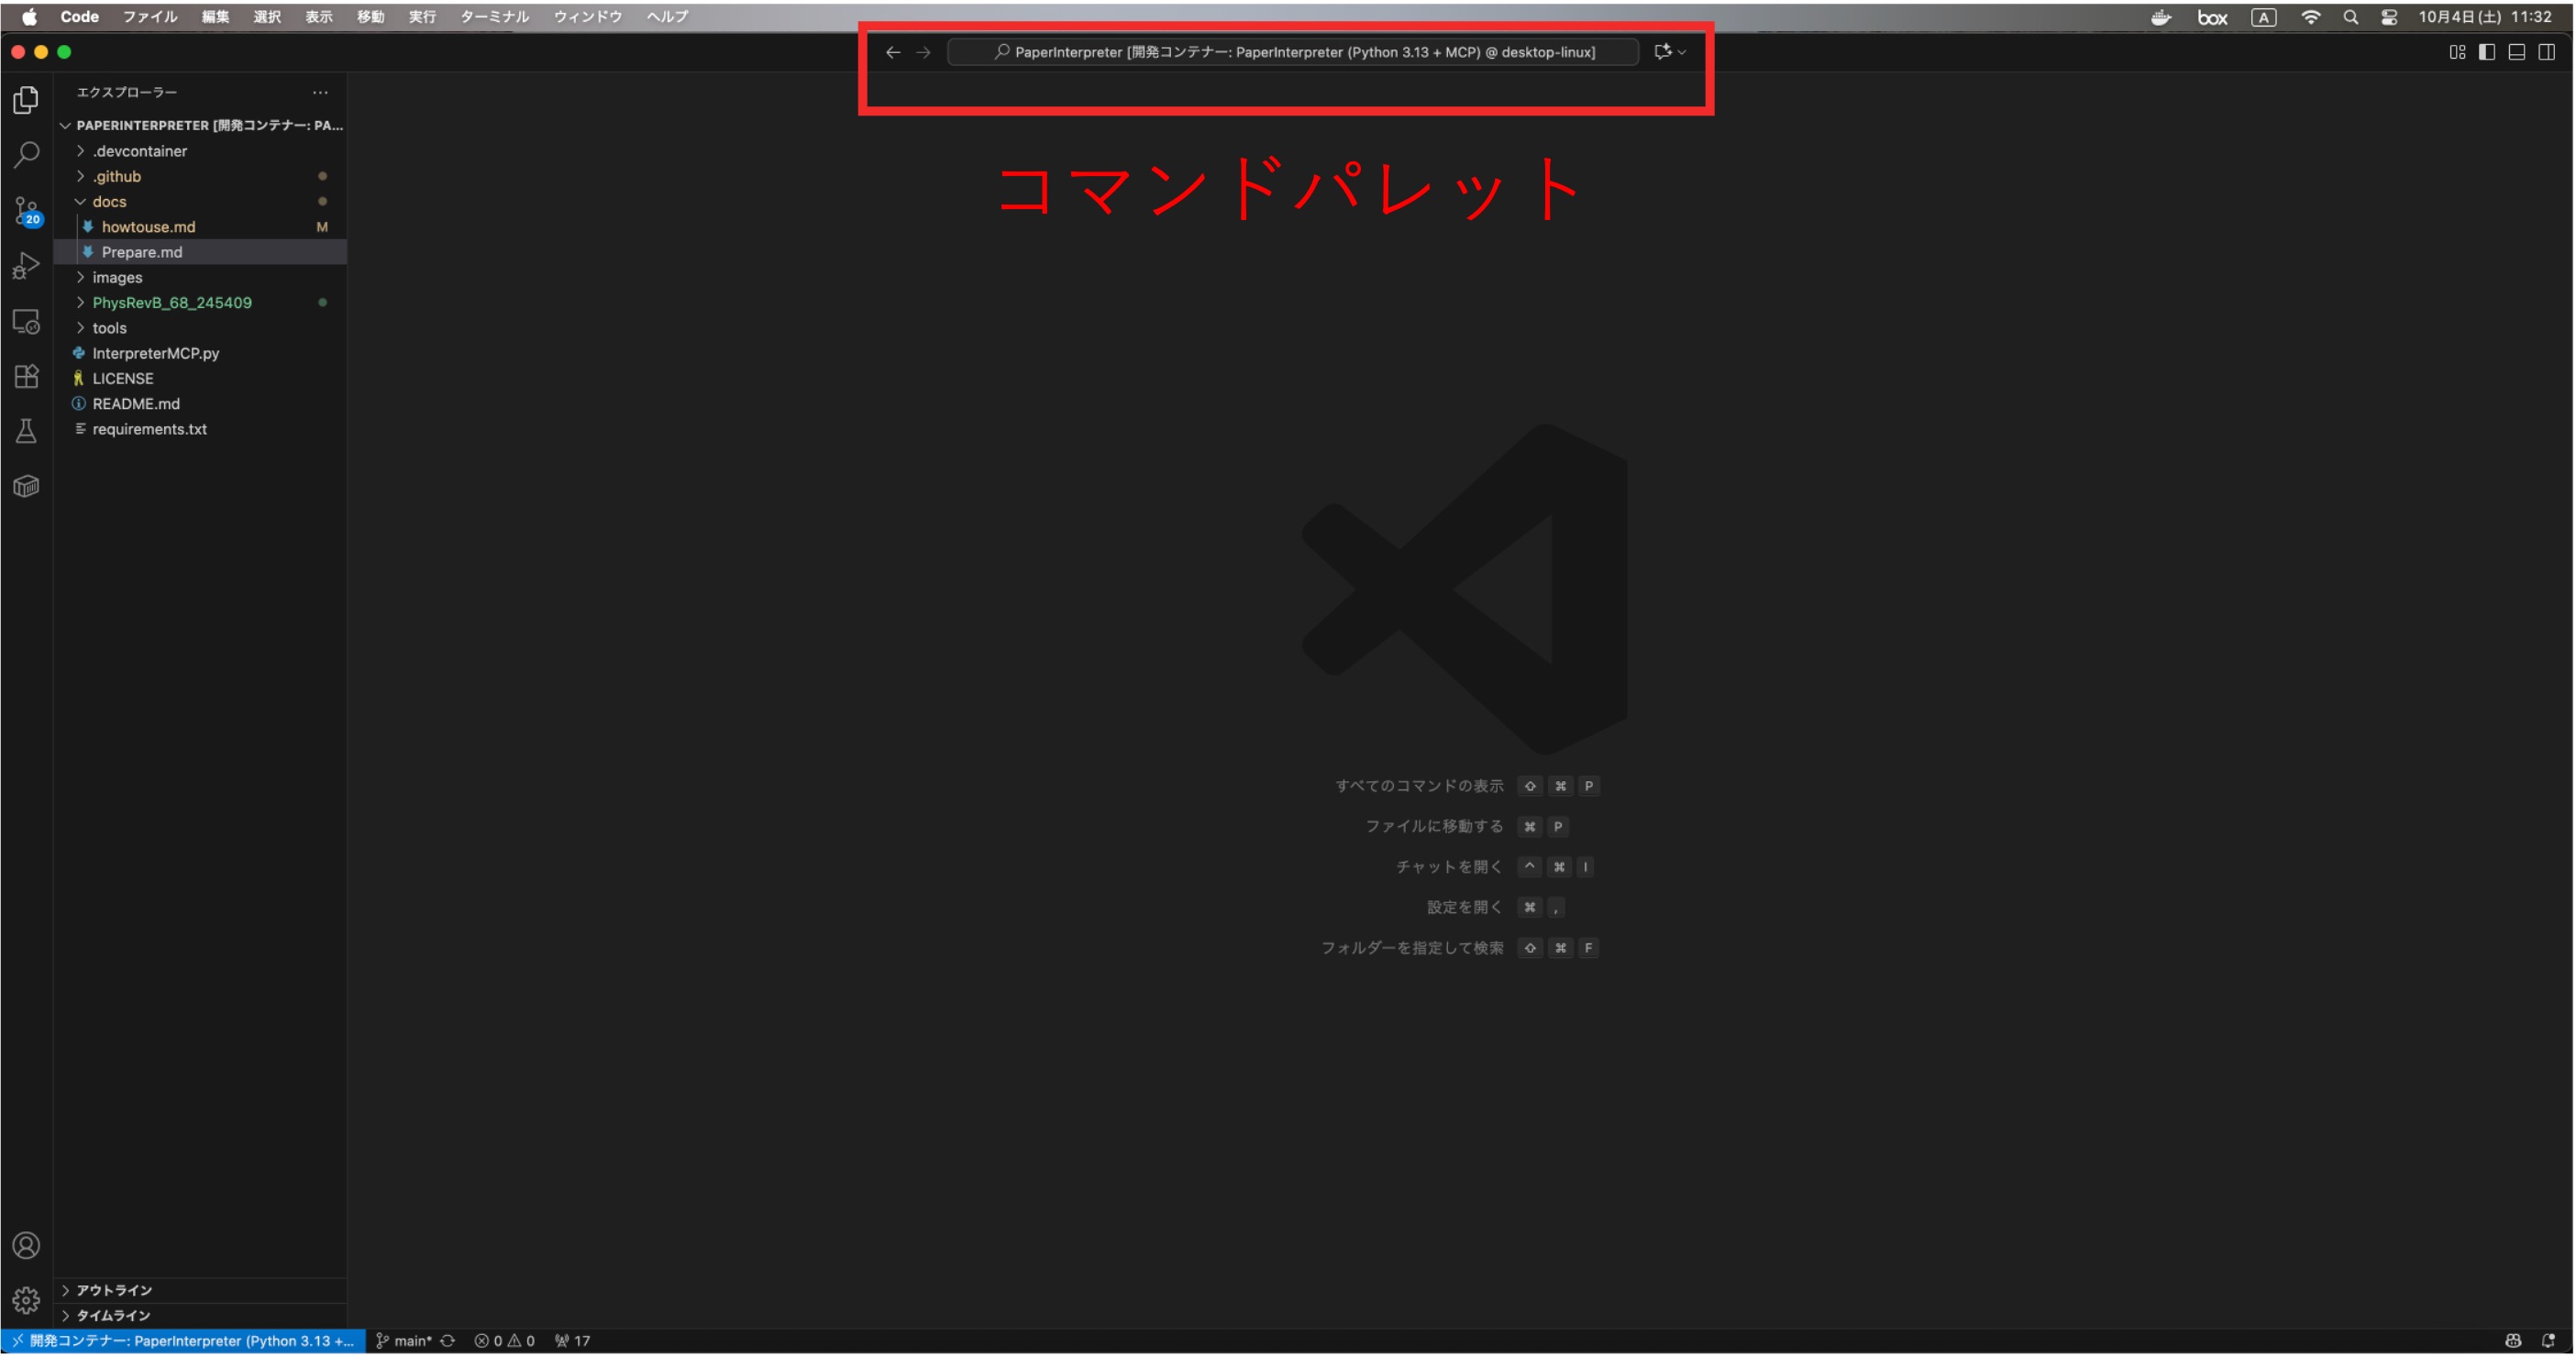 Code ファイル 編集 選択 表示 移動 実行 ターミナル ウィンドウ ヘルプ box A 10月4日(土) 11:32
PaperInterpreter [開発コンテナー: PaperInterpreter (Python 3.13 + MCP) @ desktop-linux]
コマンドパレット
エクスプローラー ...
PAPERINTERPRETER [開発コンテナー: PA...
.devcontainer
.github
docs
howtouse.md M
Prepare.md
images
PhysRevB_68_245409
tools
InterpreterMCP.py
LICENSE
README.md
requirements.txt
20
すべてのコマンドの表示 ⇧ ⌘ P
ファイルに移動する ⌘ P
チャットを開く ^ ⌘ I
設定を開く ⌘ ,
フォルダーを指定して検索 ⇧ ⌘ F
アウトライン
タイムライン
開発コンテナー: PaperInterpreter (Python 3.13 +... main* 0 0 17